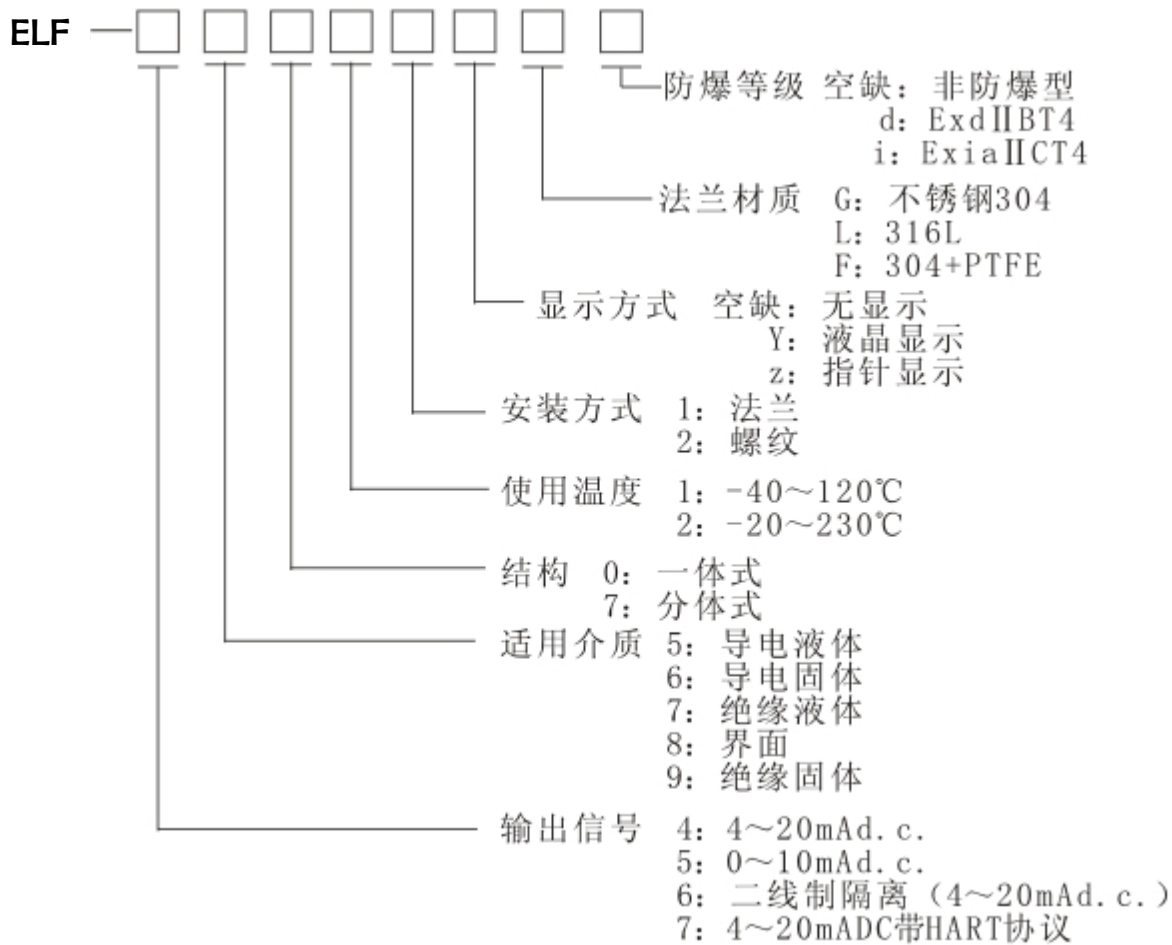 ELF
防爆等级 空缺：非防爆型
d：ExdⅡBT4
i：ExiaⅡCT4
法兰材质 G：不锈钢304
L：316L
F：304+PTFE
显示方式 空缺：无显示
Y：液晶显示
z：指针显示
安装方式 1：法兰
2：螺纹
使用温度 1：-40～120℃
2：-20～230℃
结构 0：一体式
7：分体式
适用介质 5：导电液体
6：导电固体
7：绝缘液体
8：界面
9：绝缘固体
输出信号 4：4～20mAd.c.
5：0～10mAd.c.
6：二线制隔离（4～20mAd.c.）
7：4～20mADC带HART协议